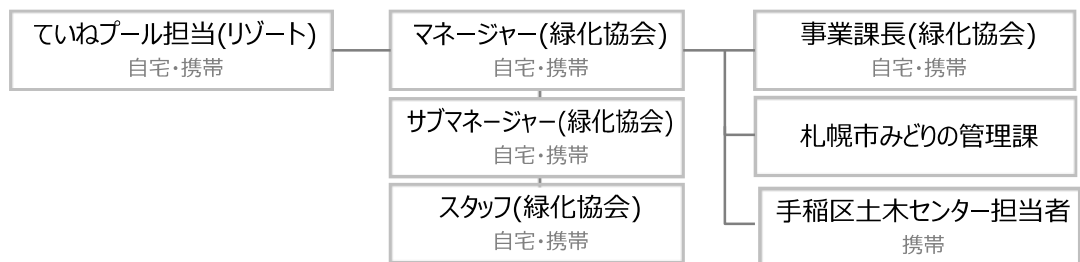 ていねプール担当(リゾート)
自宅・携帯
マネージャー(緑化協会)
自宅・携帯
事業課長(緑化協会)
自宅・携帯
サブマネージャー(緑化協会)
自宅・携帯
札幌市みどりの管理課
スタッフ(緑化協会)
自宅・携帯
手稲区土木センター担当者
携帯